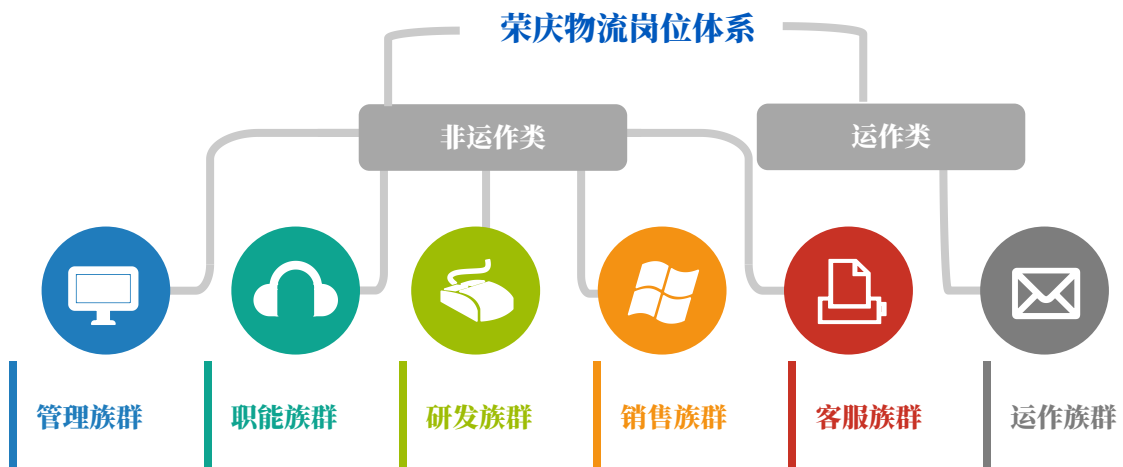 荣庆物流岗位体系
非运作类
运作类
管理族群
职能族群
研发族群
销售族群
客服族群
运作族群